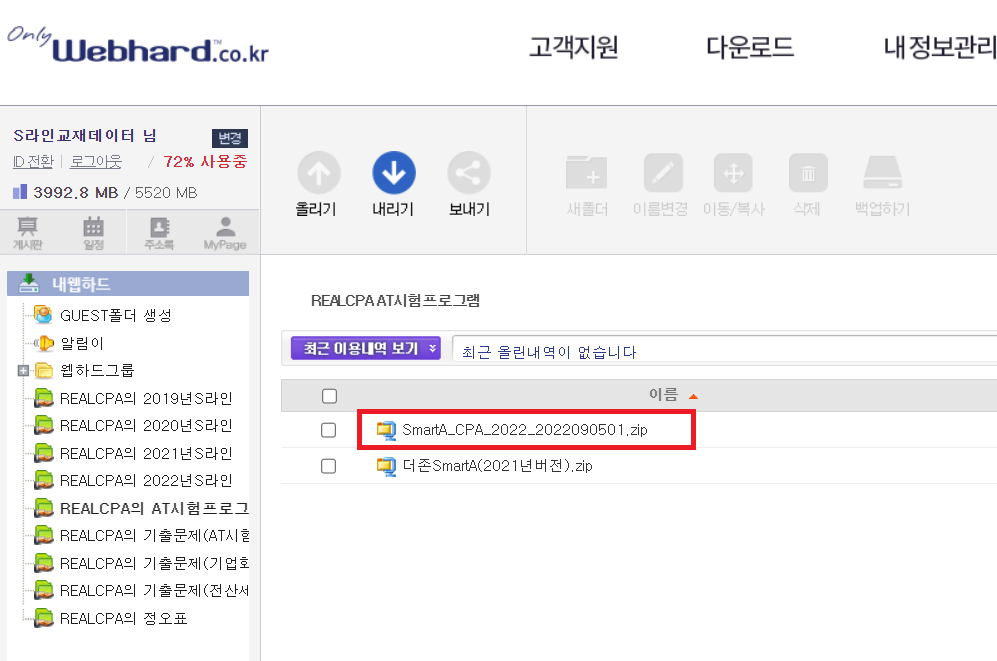 Only Webhard™.co.kr
고객지원 다운로드 내 정보관리
S라인교재데이터 님 변경
ID 전환 | 로그아웃 / 72% 사용중
3992.8 MB / 5520 MB
게시판 일정 주소록 MyPage
올리기 내리기 보내기 새폴더 이름변경 이동/복사 삭제 백업하기
내웹하드
GUEST폴더 생성
알림이
웹하드그룹
REALCPA의 2019년S라인
REALCPA의 2020년S라인
REALCPA의 2021년S라인
REALCPA의 2022년S라인
REALCPA의 AT시험프로그
REALCPA의 기출문제(AT시험
REALCPA의 기출문제(기업회
REALCPA의 기출문제(전산세
REALCPA의 정오표
REALCPA AT시험프로그램
최근 이용내역 보기 최근 올린내역이 없습니다
이름
SmartA_CPA_2022_2022090501.zip
더존SmartA(2021년버전).zip